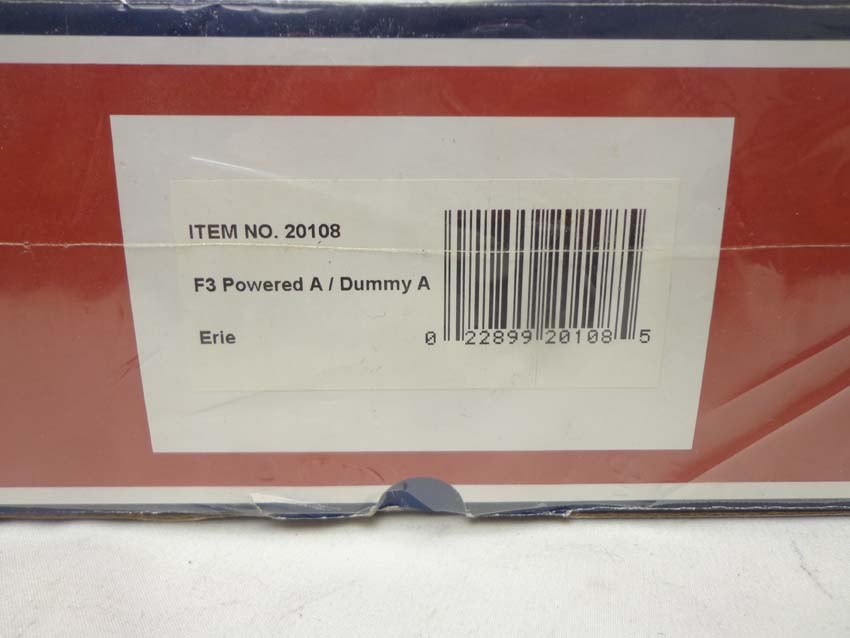 ITEM NO. 20108
F3 Powered A / Dummy A
Erie
0 22899 20108 5